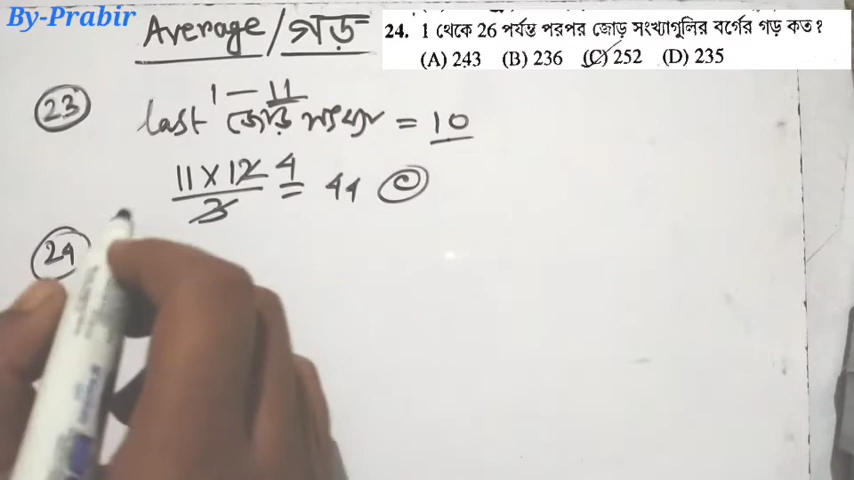 By-Prabir
Average/গড়
24. 1 থেকে 26 পর্যন্ত পরপর জোড় সংখ্যাগুলির বর্গের গড় কত?
(A) 243 (B) 236 (C) 252 (D) 235
23
1 — 11
last জোড় সংখ্যা = 10
11 X 12 4
3
= 44 C
24